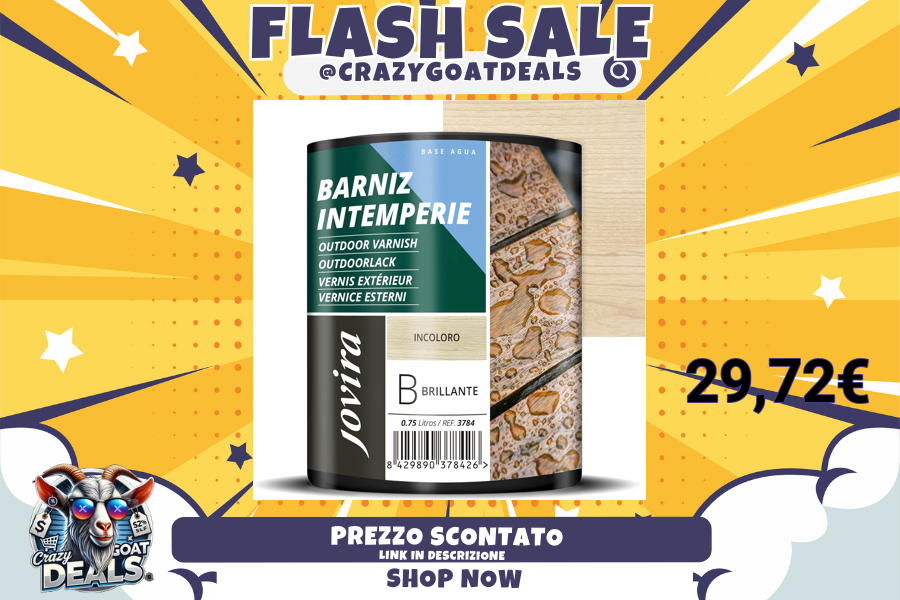 FLASH SALE
@CRAZYGOATDEALS
BASE AGUA
BARNIZ
INTEMPERIE
OUTDOOR VARNISH
OUTDOORLACK
VERNIS EXTÉRIEUR
VERNICE ESTERNI
INCOLORO
jovira
B BRILLANTE
0.75 Litros / REF. 3784
8 429890 378426 >
29,72€
$
52%
Crazy
GOAT
DEALS
PREZZO SCONTATO
LINK IN DESCRIZIONE
SHOP NOW